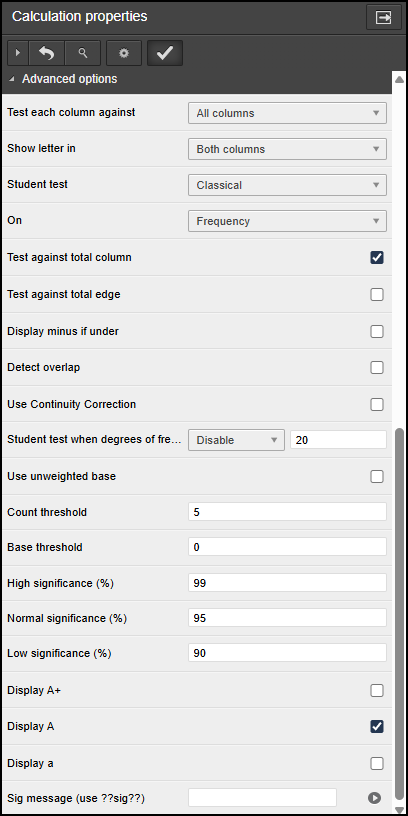 Calculation properties
Advanced options
Test each column against All columns
Show letter in Both columns
Student test Classical
On Frequency
Test against total column
Test against total edge
Display minus if under
Detect overlap
Use Continuity Correction
Student test when degrees of fre... Disable 20
Use unweighted base
Count threshold 5
Base threshold 0
High significance (%) 99
Normal significance (%) 95
Low significance (%) 90
Display A+
Display A
Display a
Sig message (use ??sig??)